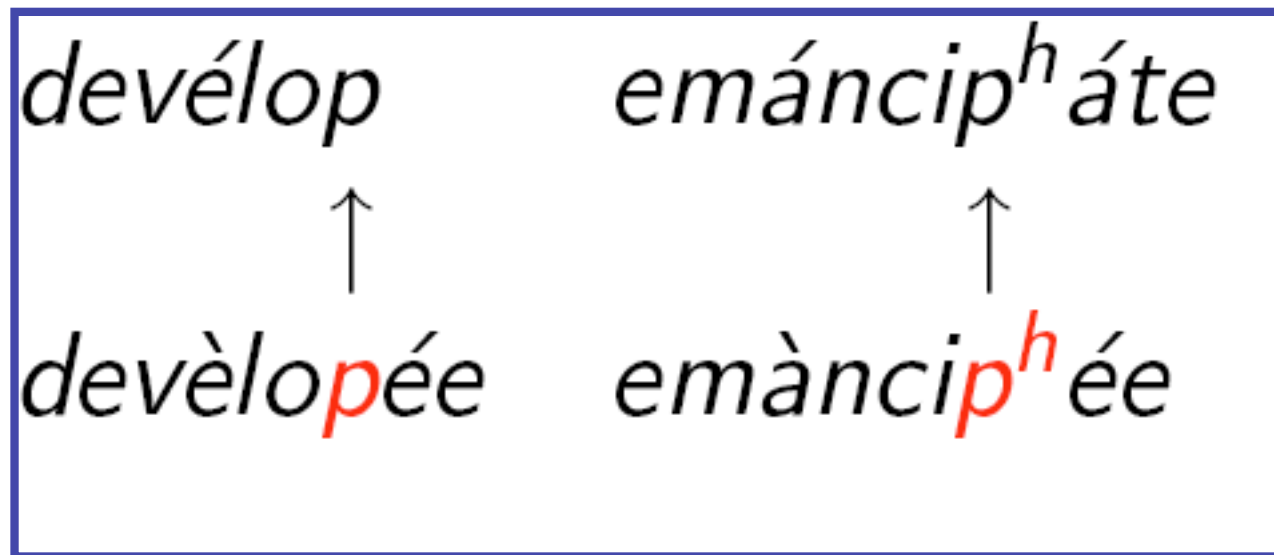 devélop emáncipʰáte
↑ ↑
devèlopée emàncipʰée